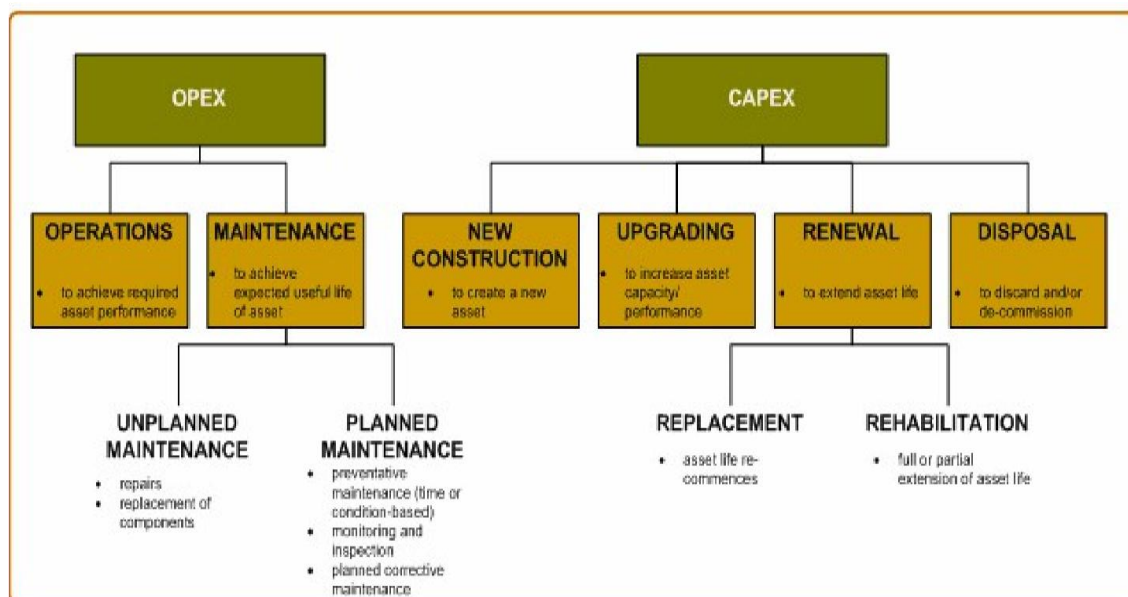 OPEX
CAPEX
OPERATIONS
• to achieve required
asset performance
MAINTENANCE
• to achieve
expected useful life
of asset
NEW
CONSTRUCTION
• to create a new
asset
UPGRADING
• to increase asset
capacity/
performance
RENEWAL
• to extend asset life
DISPOSAL
• to discard and/or
de-commission
UNPLANNED
MAINTENANCE
• repairs
• replacement of
components
PLANNED
MAINTENANCE
• preventative
maintenance (time or
condition-based)
• monitoring and
inspection
• planned corrective
maintenance
REPLACEMENT
• asset life re-
commences
REHABILITATION
• full or partial
extension of asset life